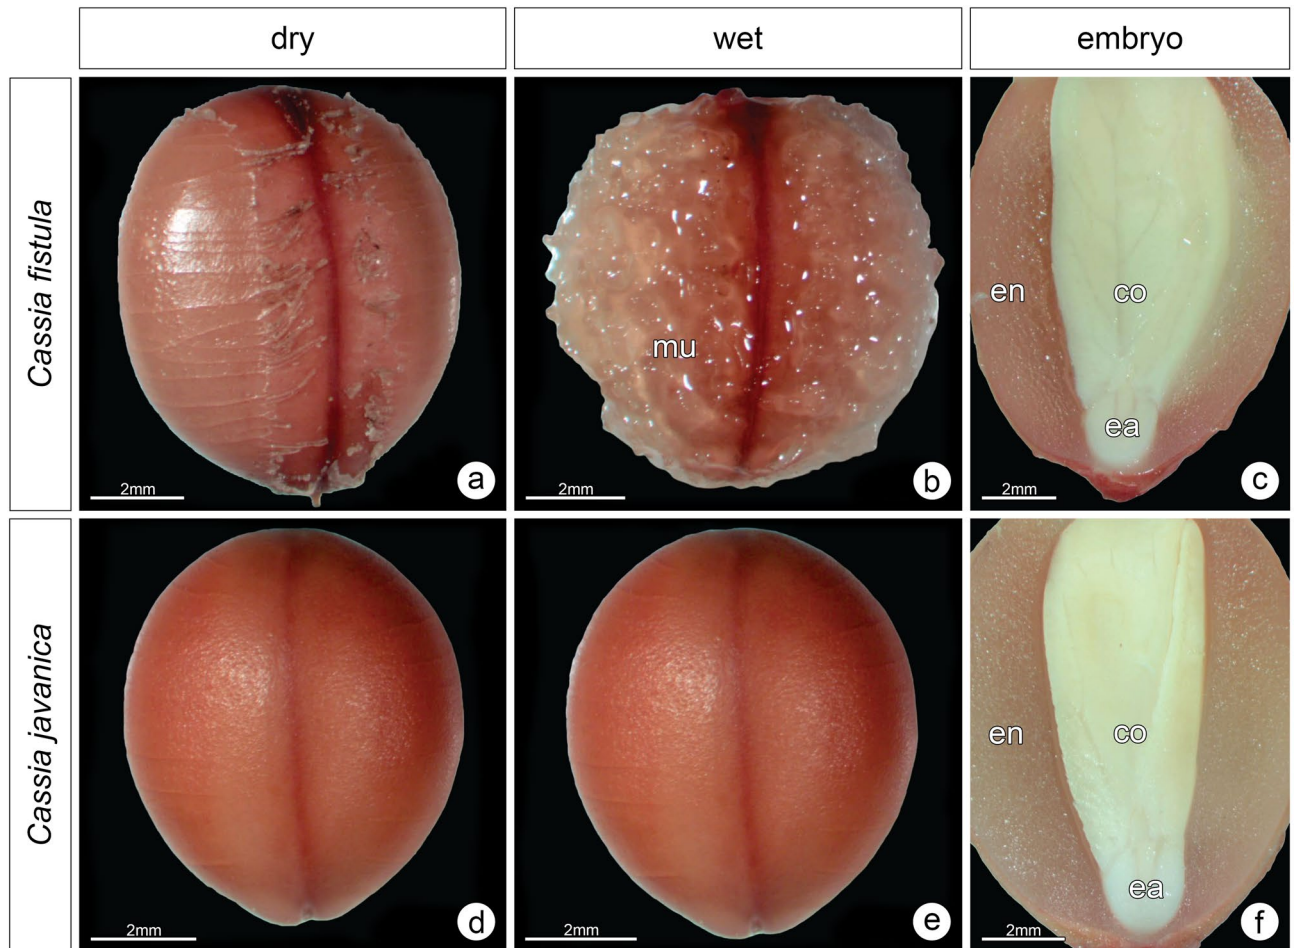 dry
wet
embryo
Cassia fistula
2mm
a
mu
2mm
b
en
co
ea
2mm
c
Cassia javanica
2mm
d
2mm
e
en
co
ea
2mm
f